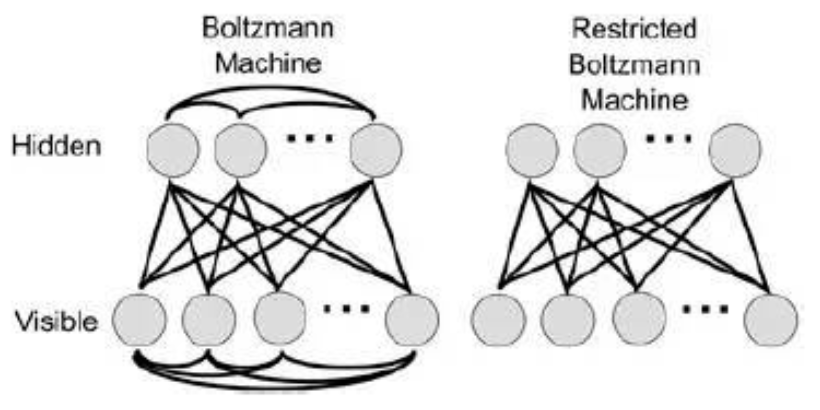 Boltzmann
Machine
Restricted
Boltzmann
Machine
Hidden
Visible